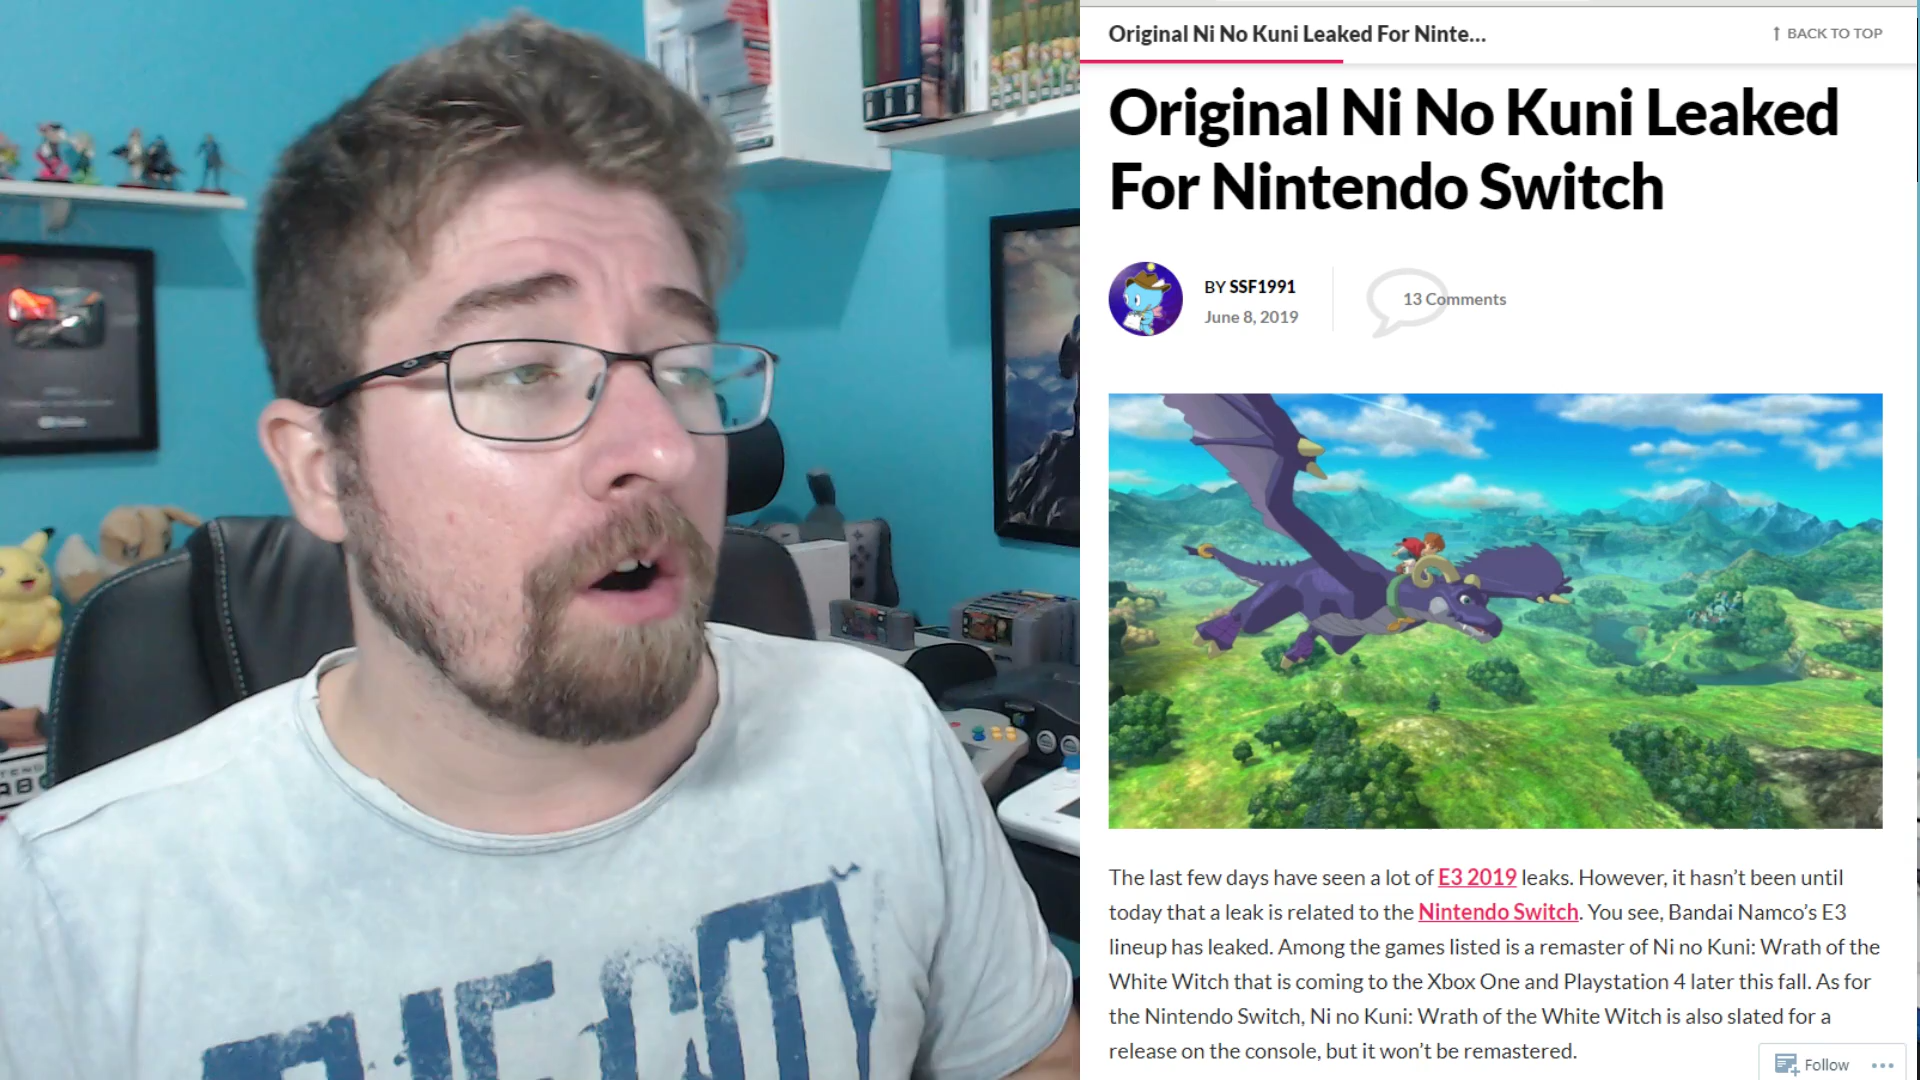 Original Ni No Kuni Leaked For Ninte...
↑ BACK TO TOP
Original Ni No Kuni Leaked
For Nintendo Switch
BY SSF1991
June 8, 2019
13 Comments
The last few days have seen a lot of E3 2019 leaks. However, it hasn't been until
today that a leak is related to the Nintendo Switch. You see, Bandai Namco's E3
lineup has leaked. Among the games listed is a remaster of Ni no Kuni: Wrath of the
White Witch that is coming to the Xbox One and Playstation 4 later this fall. As for
the Nintendo Switch, Ni no Kuni: Wrath of the White Witch is also slated for a
release on the console, but it won't be remastered.
Follow